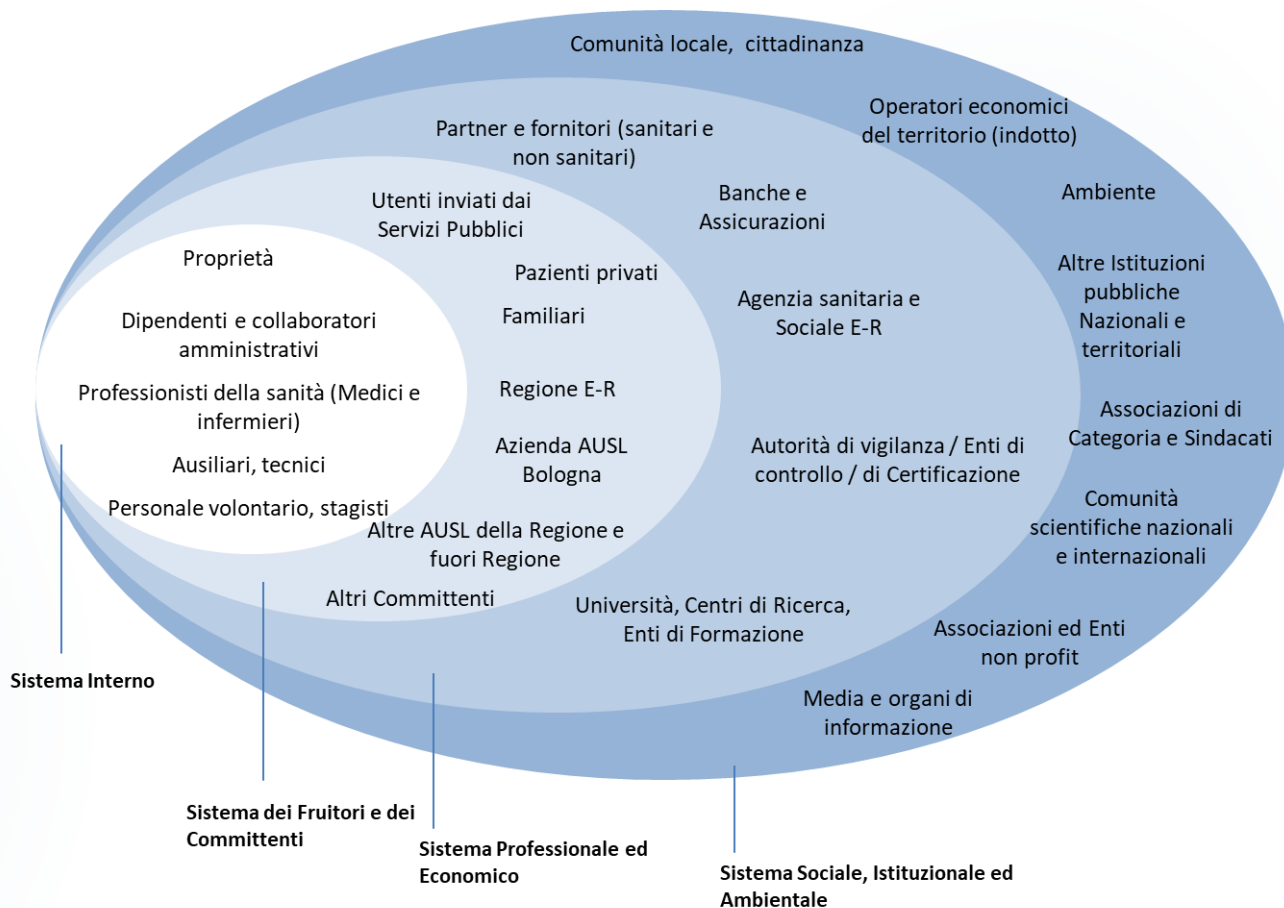 Comunità locale, cittadinanza
Operatori economici
del territorio (indotto)
Partner e fornitori (sanitari e
non sanitari)
Banche e
Assicurazioni
Ambiente
Utenti inviati dai
Servizi Pubblici
Proprietà
Pazienti privati
Altre Istituzioni
pubbliche
Nazionali e
territoriali
Dipendenti e collaboratori
amministrativi
Familiari
Agenzia sanitaria e
Sociale E-R
Professionisti della sanità (Medici e
infermieri)
Regione E-R
Associazioni di
Categoria e Sindacati
Ausiliari, tecnici
Azienda AUSL
Bologna
Autorità di vigilanza / Enti di
controllo / di Certificazione
Personale volontario, stagisti
Altre AUSL della Regione e
fuori Regione
Comunità
scientifiche nazionali
e internazionali
Altri Committenti
Università, Centri di Ricerca,
Enti di Formazione
Associazioni ed Enti
non profit
Media e organi di
informazione
Sistema Interno
Sistema dei Fruitori e dei
Committenti
Sistema Professionale ed
Economico
Sistema Sociale, Istituzionale ed
Ambientale